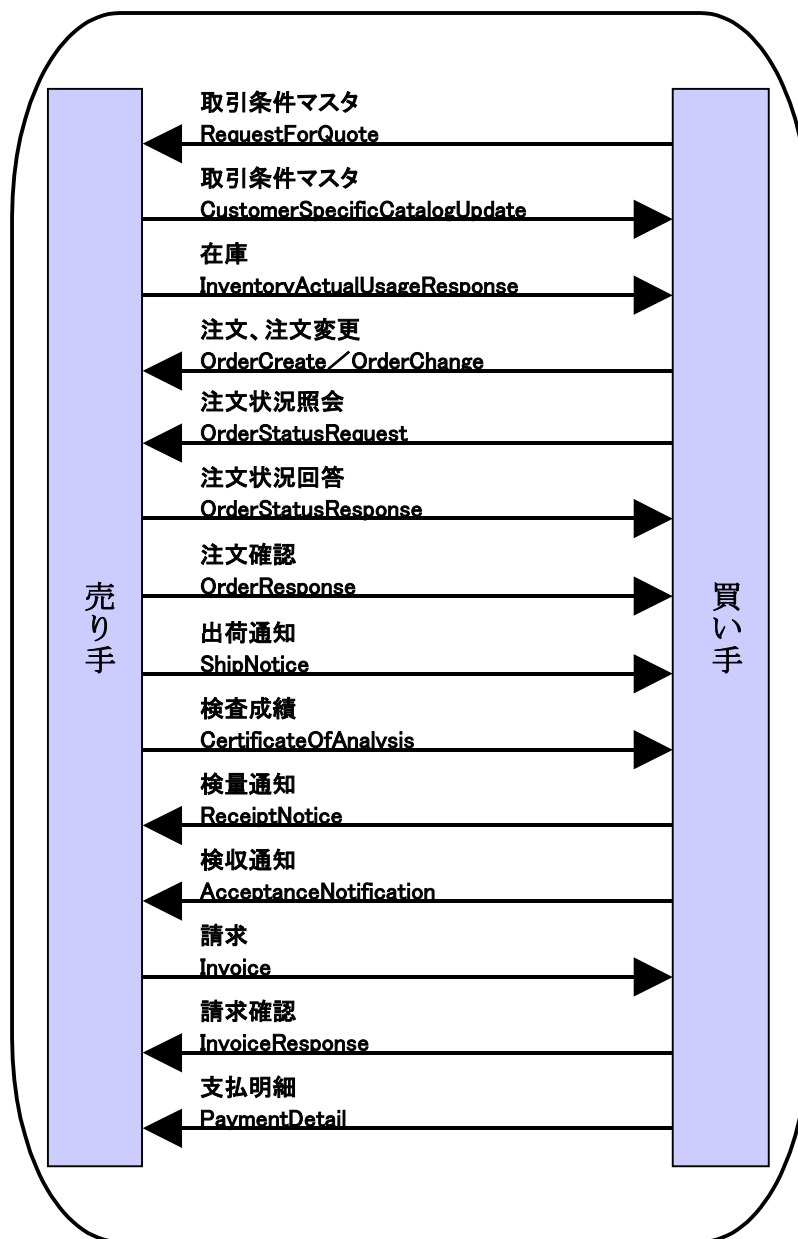 取引条件マスタ
RequestForQuote
取引条件マスタ
CustomerSpecificCatalogUpdate
在庫
InventoryActualUsageResponse
注文、注文変更
OrderCreate／OrderChange
注文状況照会
OrderStatusRequest
注文状況回答
OrderStatusResponse
注文確認
OrderResponse
出荷通知
ShipNotice
検査成績
CertificateOfAnalysis
検量通知
ReceiptNotice
検収通知
AcceptanceNotification
請求
Invoice
請求確認
InvoiceResponse
支払明細
PaymentDetail
売り手
買い手